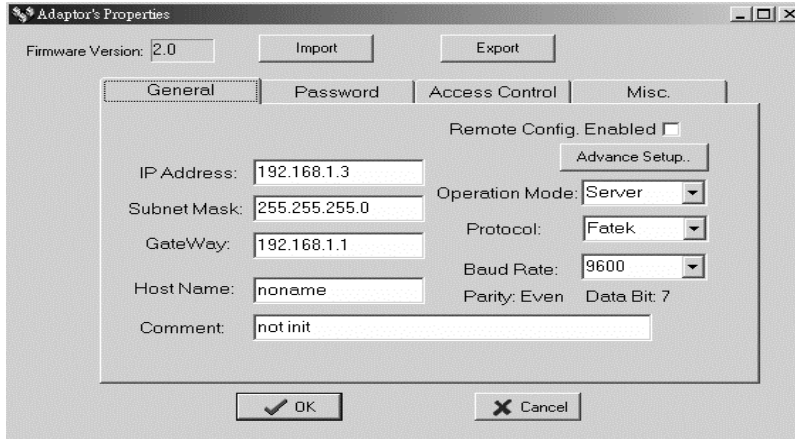 Adaptor's Properties
Firmware Version: 2.0 Import Export
General Password Access Control Misc.
Remote Config. Enabled
Advance Setup..
IP Address: 192.168.1.3
Operation Mode: Server
Subnet Mask: 255.255.255.0
Protocol: Fatek
GateWay: 192.168.1.1
Baud Rate: 9600
Host Name: noname
Parity: Even Data Bit: 7
Comment: not init
OK Cancel